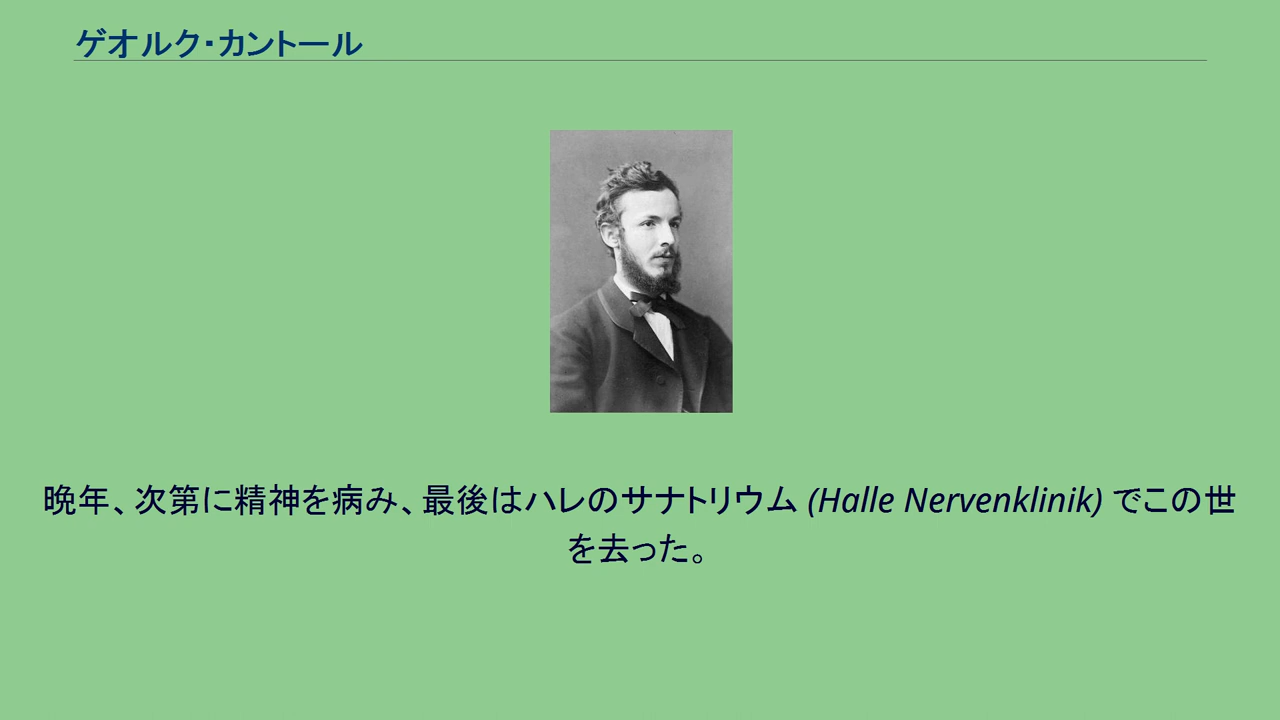 ゲオルク・カントール
晩年、次第に精神を病み、最後はハレのサナトリウム (Halle Nervenklinik) でこの世
を去った。